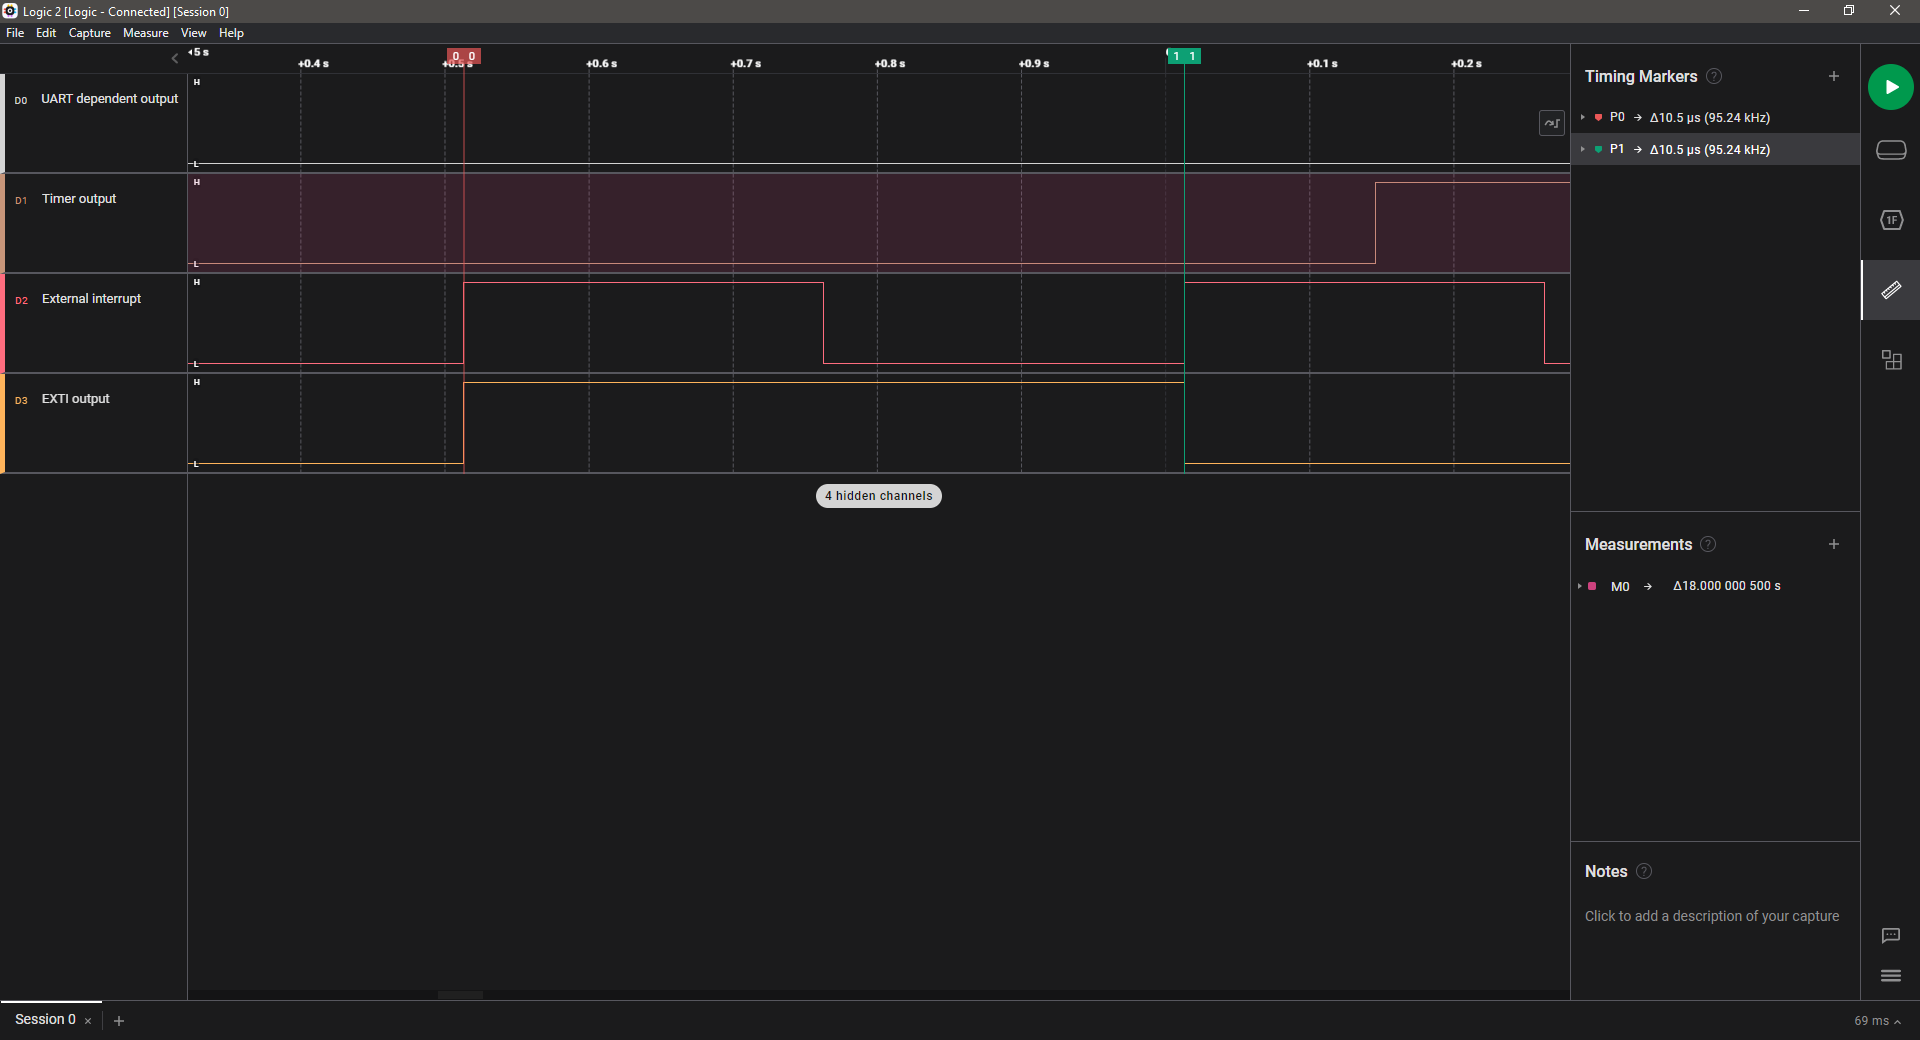 Logic 2 [Logic - Connected] [Session 0]
File Edit Capture Measure View Help
5 s
+0.4 s +0.5 s +0.6 s +0.7 s +0.8 s +0.9 s +0.1 s +0.2 s
0 0
1 1
D0 UART dependent output
H
L
D1 Timer output
H
L
D2 External interrupt
H
L
D3 EXTI output
H
L
4 hidden channels
Timing Markers ? +
P0 → Δ10.5 μs (95.24 kHz)
P1 → Δ10.5 μs (95.24 kHz)
1F
Measurements ? +
M0 → Δ18.000 000 500 s
Notes ?
Click to add a description of your capture
Session 0 × +
69 ms